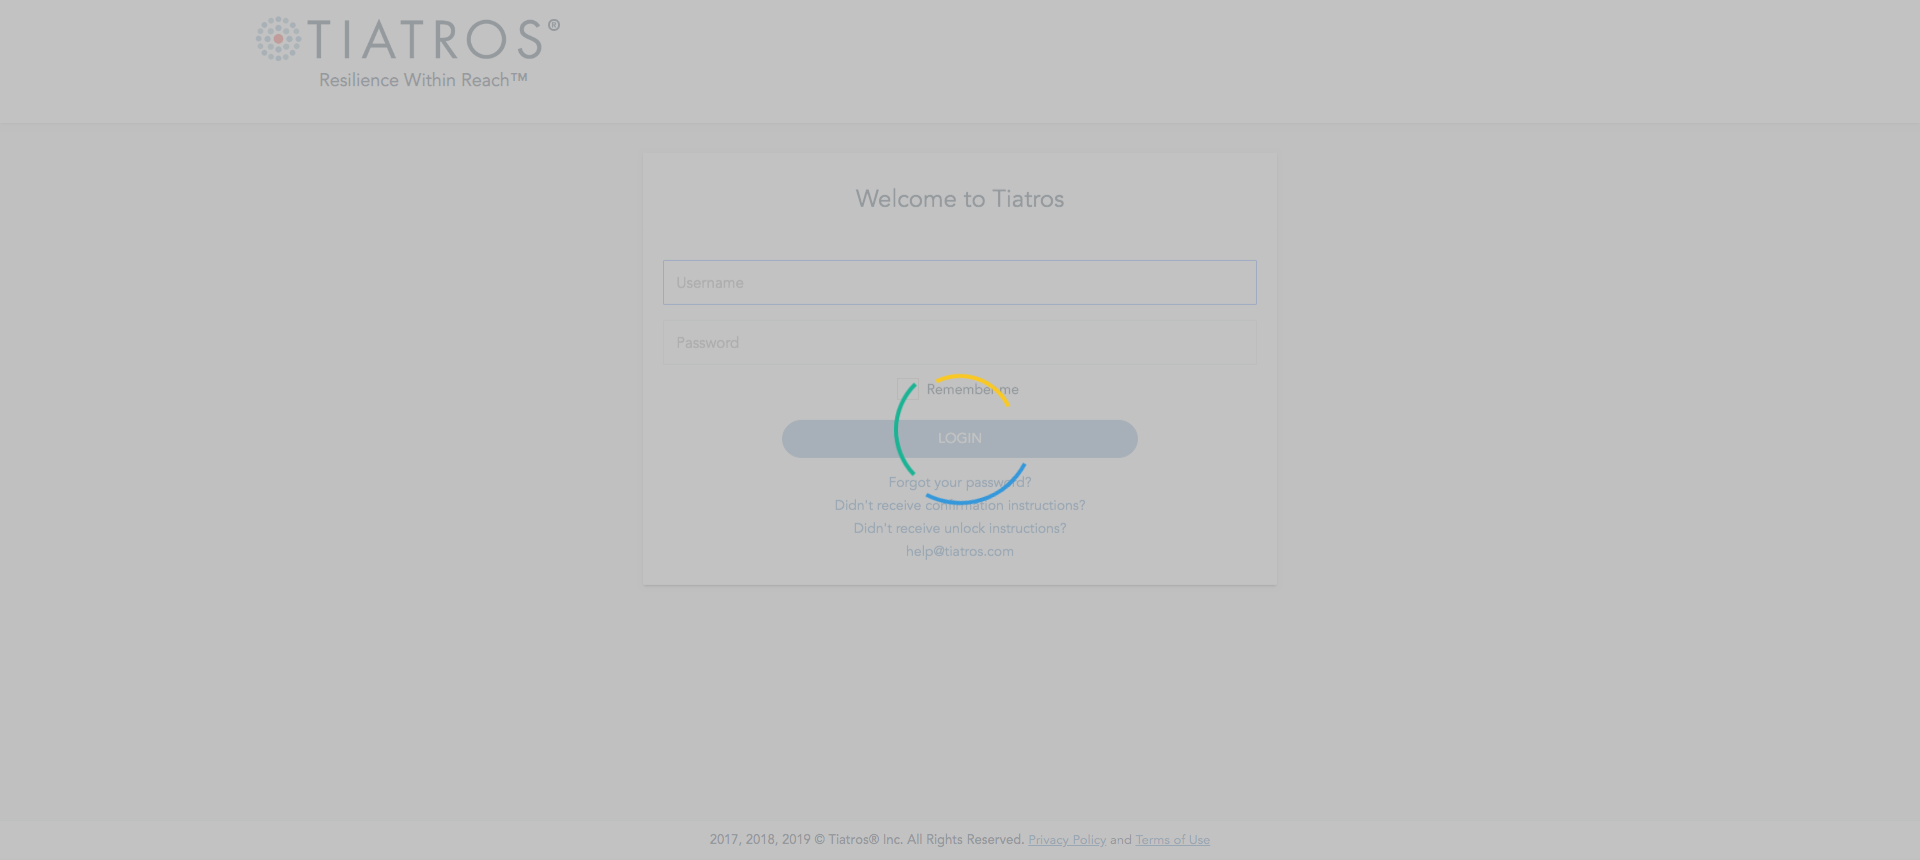 TIATROS®
Resilience Within Reach™
Welcome to Tiatros
Username
Password
Remember me
LOGIN
Forgot your password?
Didn't receive confirmation instructions?
Didn't receive unlock instructions?
help@tiatros.com
2017, 2018, 2019 © Tiatros® Inc. All Rights Reserved. Privacy Policy and Terms of Use